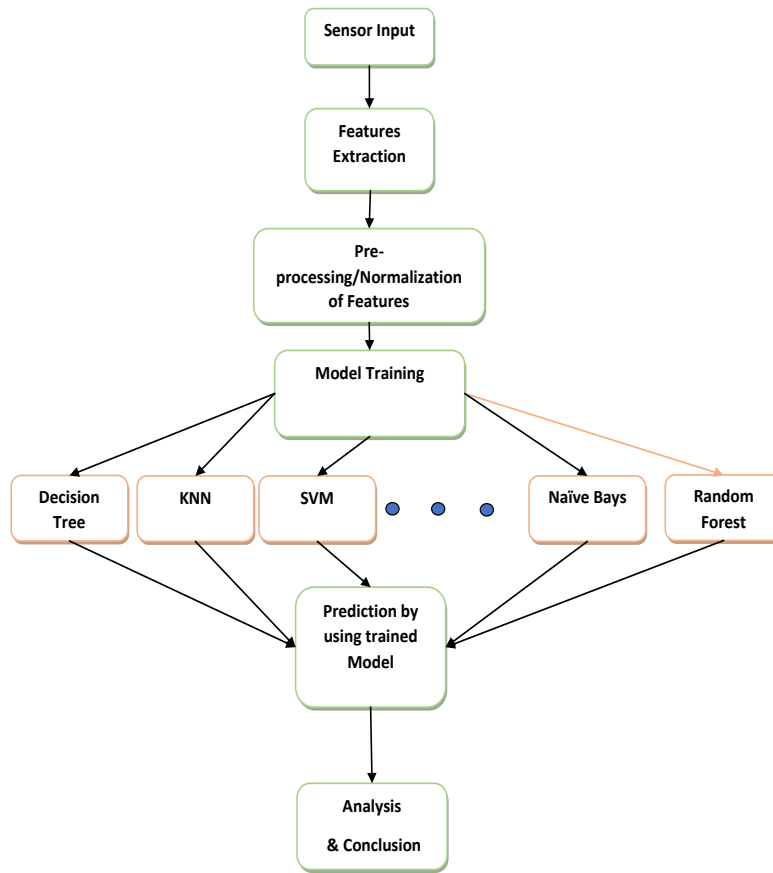 Sensor Input
Features
Extraction
Pre-
processing/Normalization
of Features
Model Training
Decision
Tree
KNN
SVM
Naïve Bays
Random
Forest
Prediction by
using trained
Model
Analysis
& Conclusion